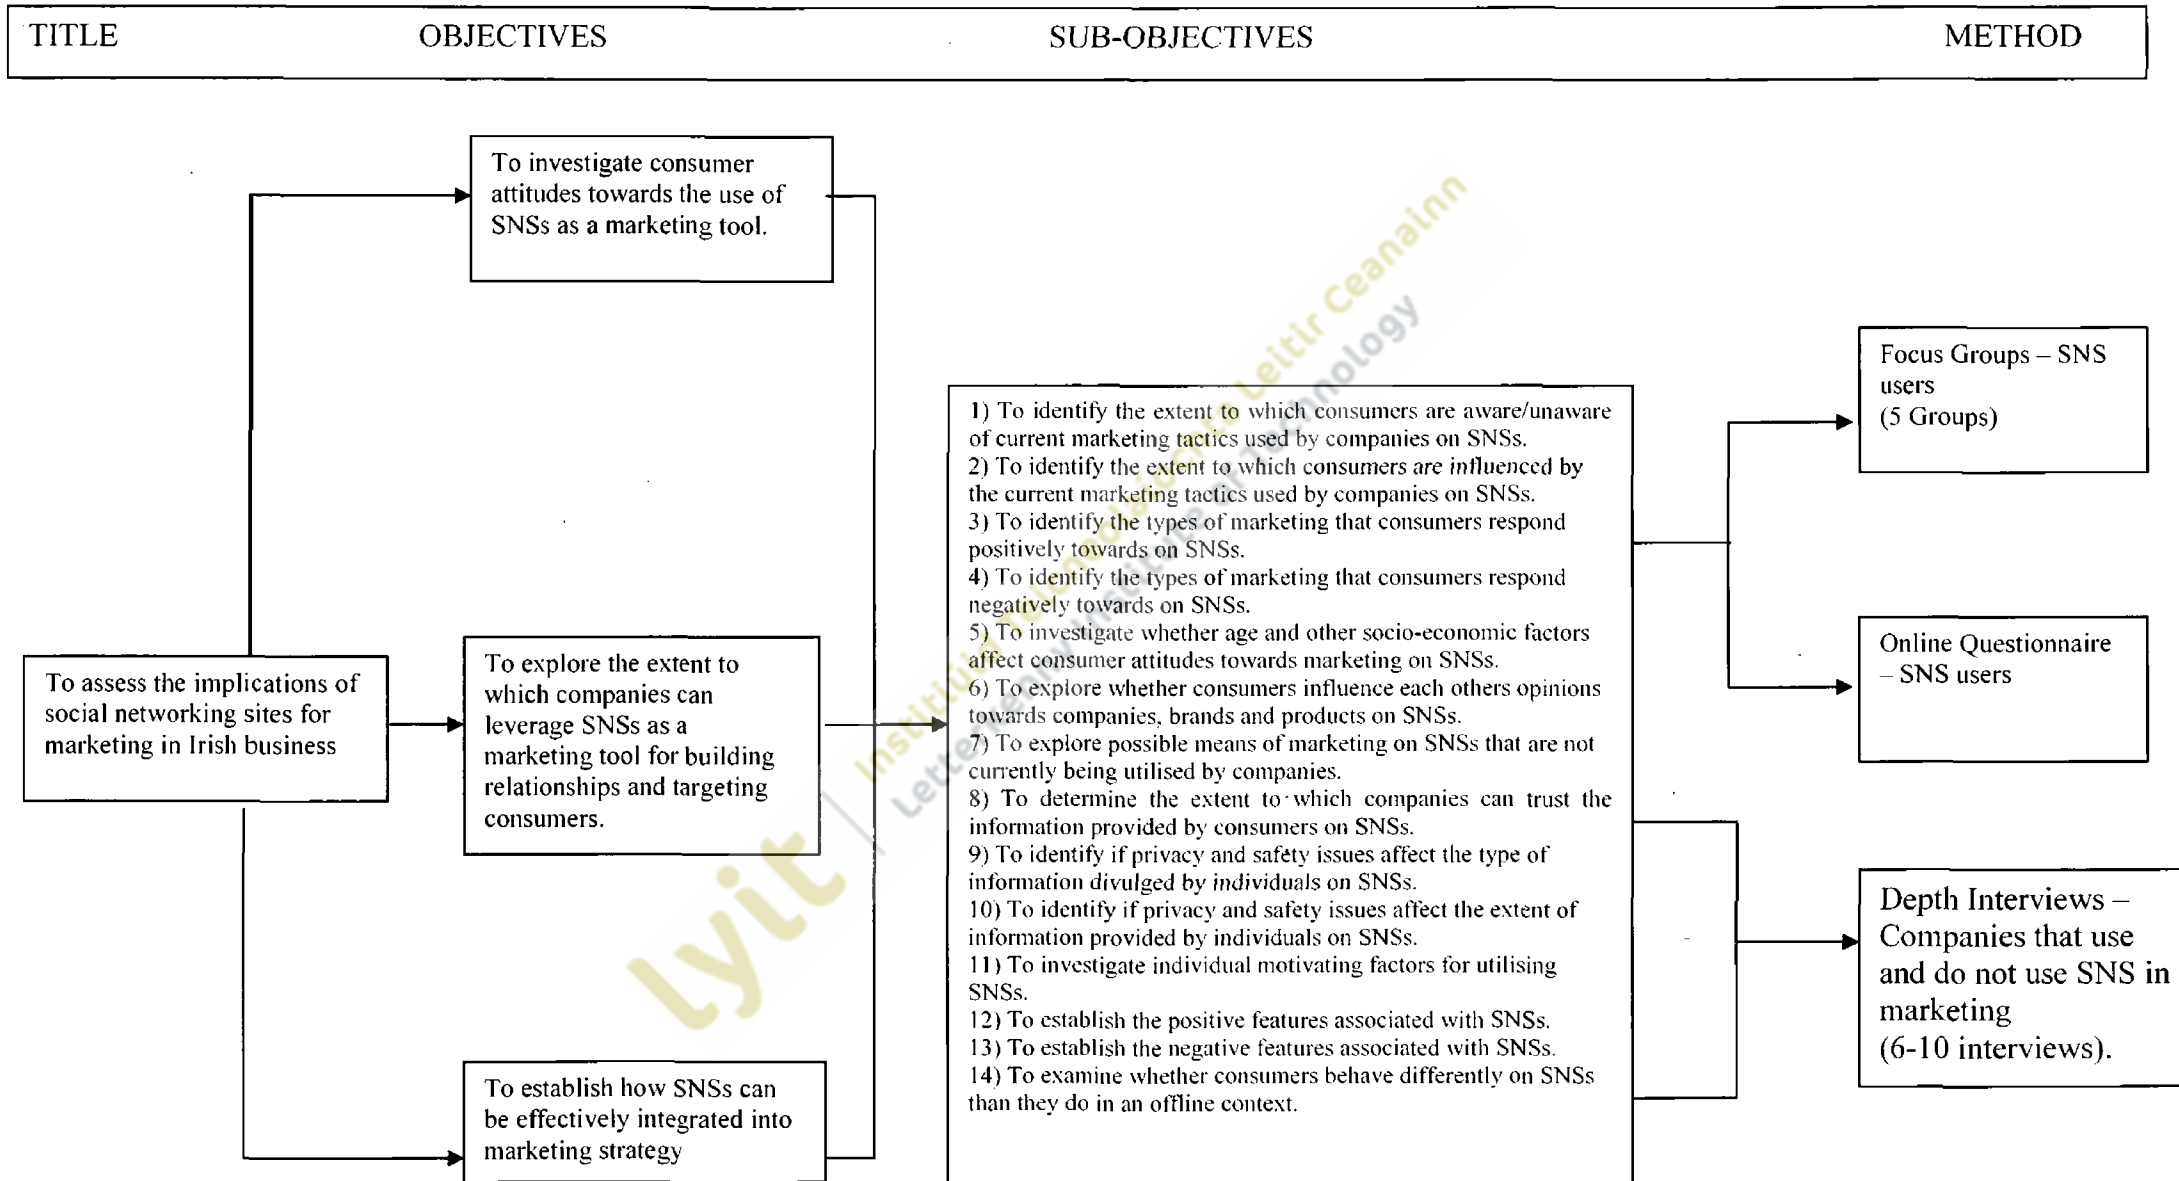 TITLE OBJECTIVES SUB-OBJECTIVES METHOD
To assess the implications of
social networking sites for
marketing in Irish business
To investigate consumer
attitudes towards the use of
SNSs as a marketing tool.
To explore the extent to
which companies can
leverage SNSs as a
marketing tool for building
relationships and targeting
consumers.
To establish how SNSs can
be effectively integrated into
marketing strategy
1) To identify the extent to which consumers are aware/unaware
of current marketing tactics used by companies on SNSs.
2) To identify the extent to which consumers are influenced by
the current marketing tactics used by companies on SNSs.
3) To identify the types of marketing that consumers respond
positively towards on SNSs.
4) To identify the types of marketing that consumers respond
negatively towards on SNSs.
5) To investigate whether age and other socio-economic factors
affect consumer attitudes towards marketing on SNSs.
6) To explore whether consumers influence each others opinions
towards companies, brands and products on SNSs.
7) To explore possible means of marketing on SNSs that are not
currently being utilised by companies.
8) To determine the extent to which companies can trust the
information provided by consumers on SNSs.
9) To identify if privacy and safety issues affect the type of
information divulged by individuals on SNSs.
10) To identify if privacy and safety issues affect the extent of
information provided by individuals on SNSs.
11) To investigate individual motivating factors for utilising
SNSs.
12) To establish the positive features associated with SNSs.
13) To establish the negative features associated with SNSs.
14) To examine whether consumers behave differently on SNSs
than they do in an offline context.
Focus Groups – SNS
users
(5 Groups)
Online Questionnaire
– SNS users
Depth Interviews –
Companies that use
and do not use SNS in
marketing
(6-10 interviews).
lyit
Institiúid Teicneolaíochta Leitir Ceanainn
Letterkenny Institute of Technology